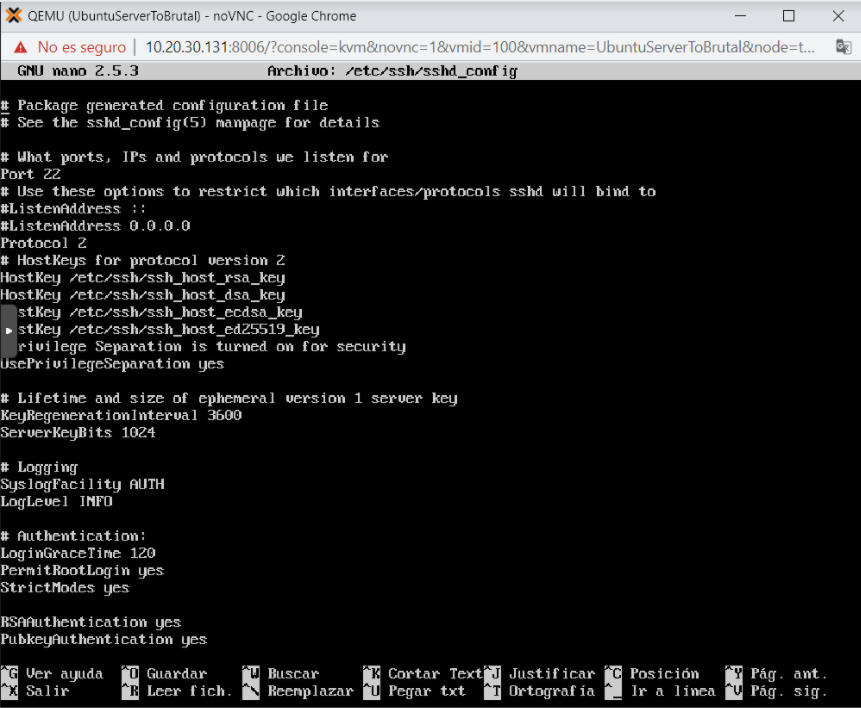 QEMU (UbuntuServerToBrutal) - noVNC - Google Chrome
No es seguro | 10.20.30.131:8006/?console=kvm&novnc=1&vmid=100&vmname=UbuntuServerToBrutal&node=t...
GNU nano 2.5.3 Archivo: /etc/ssh/sshd_config
# Package generated configuration file
# See the sshd_config(5) manpage for details
# What ports, IPs and protocols we listen for
Port 22
# Use these options to restrict which interfaces/protocols sshd will bind to
#ListenAddress ::
#ListenAddress 0.0.0.0
Protocol 2
# HostKeys for protocol version 2
HostKey /etc/ssh/ssh_host_rsa_key
HostKey /etc/ssh/ssh_host_dsa_key
stKey /etc/ssh/ssh_host_ecdsa_key
stKey /etc/ssh/ssh_host_ed25519_key
rivilege Separation is turned on for security
UsePrivilegeSeparation yes
# Lifetime and size of ephemeral version 1 server key
KeyRegenerationInterval 3600
ServerKeyBits 1024
# Logging
SyslogFacility AUTH
LogLevel INFO
# Authentication:
LoginGraceTime 120
PermitRootLogin yes
StrictModes yes
RSAAuthentication yes
PubkeyAuthentication yes
^G Ver ayuda ^O Guardar ^W Buscar ^K Cortar Text ^J Justificar ^C Posición ^Y Pág. ant.
^X Salir ^R Leer fich. ^\ Reemplazar ^U Pegar txt ^T Ortografía ^_ Ir a línea ^V Pág. sig.